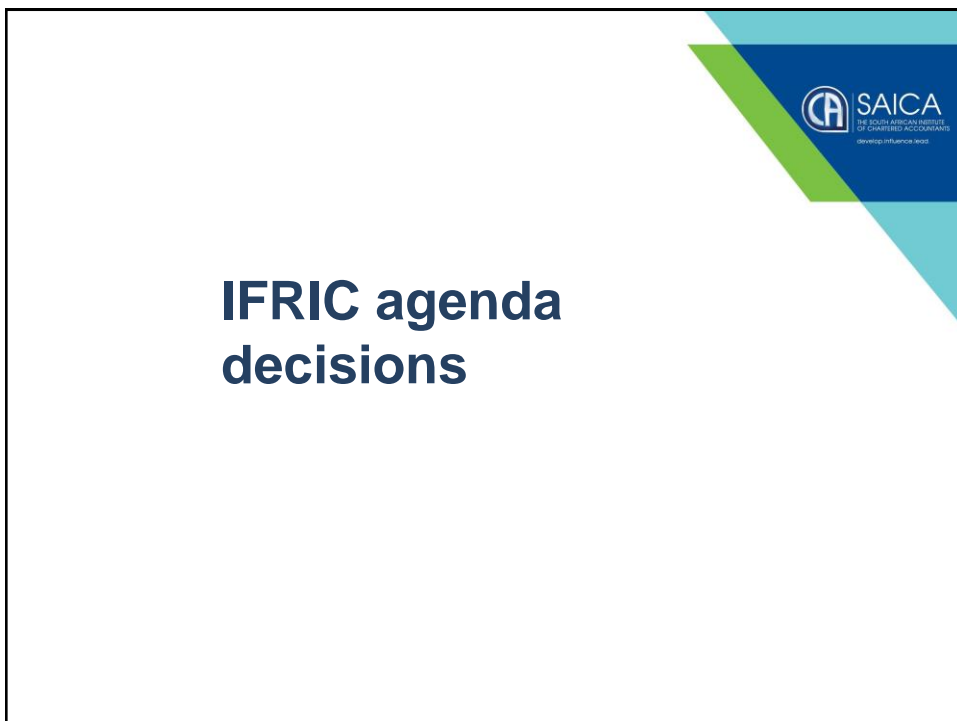 SAICA
THE SOUTH AFRICAN INSTITUTE
OF CHARTERED ACCOUNTANTS
develop.influence.lead.
IFRIC agenda
decisions